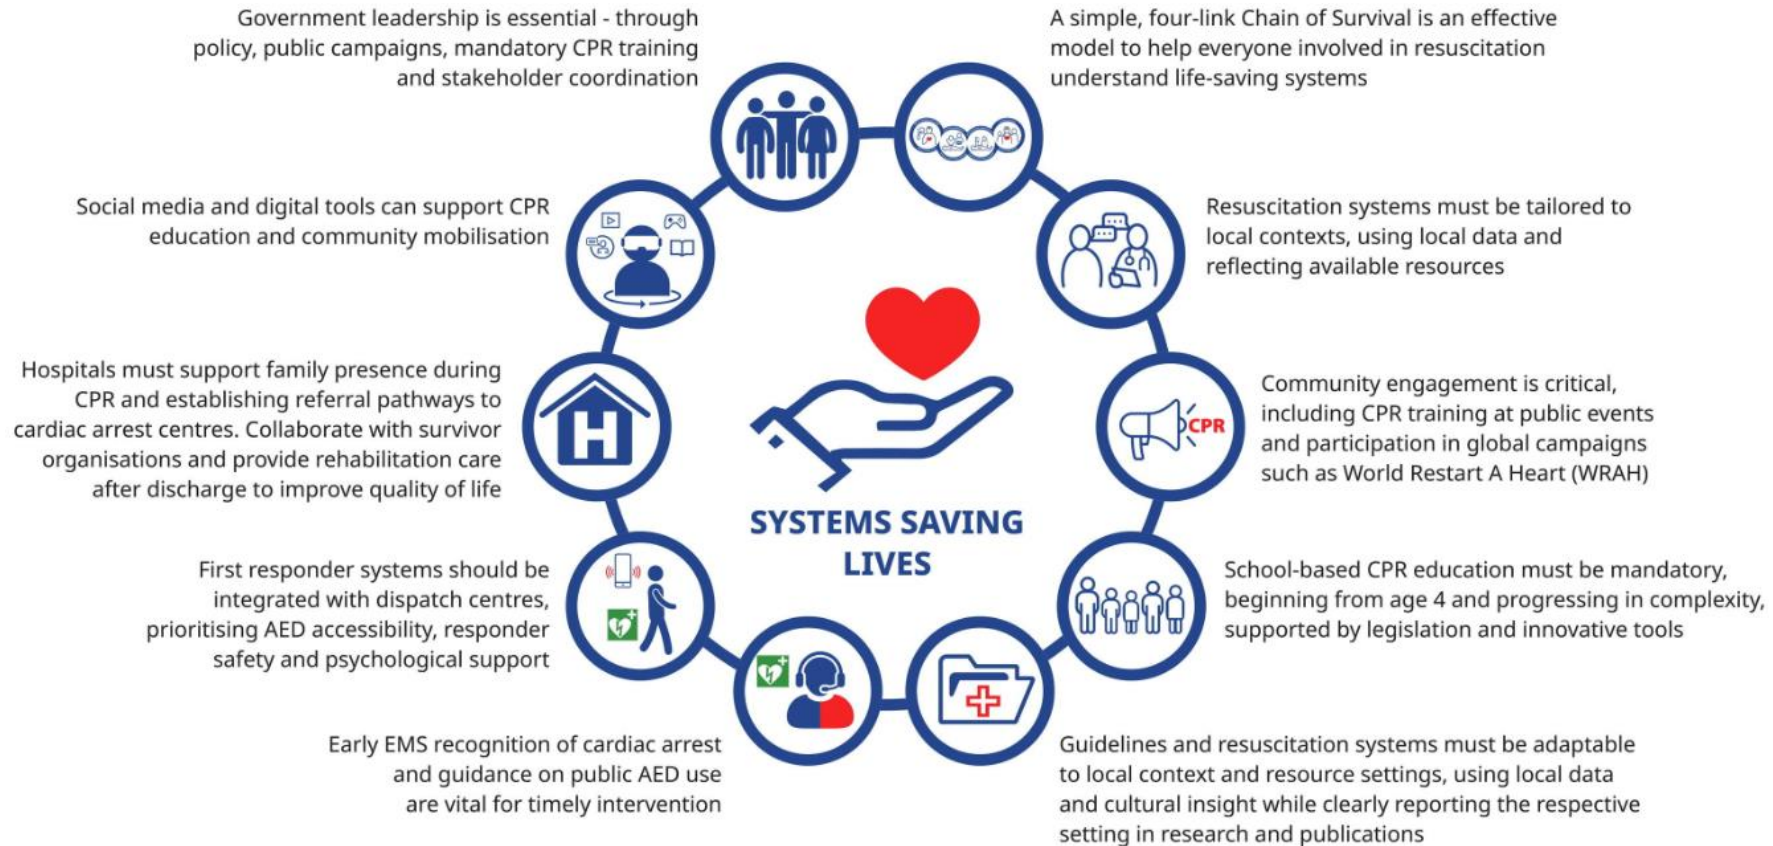 Government leadership is essential - through
policy, public campaigns, mandatory CPR training
and stakeholder coordination
A simple, four-link Chain of Survival is an effective
model to help everyone involved in resuscitation
understand life-saving systems
Social media and digital tools can support CPR
education and community mobilisation
Resuscitation systems must be tailored to
local contexts, using local data and
reflecting available resources
Hospitals must support family presence during
CPR and establishing referral pathways to
cardiac arrest centres. Collaborate with survivor
organisations and provide rehabilitation care
after discharge to improve quality of life
H
CPR
Community engagement is critical,
including CPR training at public events
and participation in global campaigns
such as World Restart A Heart (WRAH)
SYSTEMS SAVING
LIVES
First responder systems should be
integrated with dispatch centres,
prioritising AED accessibility, responder
safety and psychological support
School-based CPR education must be mandatory,
beginning from age 4 and progressing in complexity,
supported by legislation and innovative tools
Early EMS recognition of cardiac arrest
and guidance on public AED use
are vital for timely intervention
Guidelines and resuscitation systems must be adaptable
to local context and resource settings, using local data
and cultural insight while clearly reporting the respective
setting in research and publications